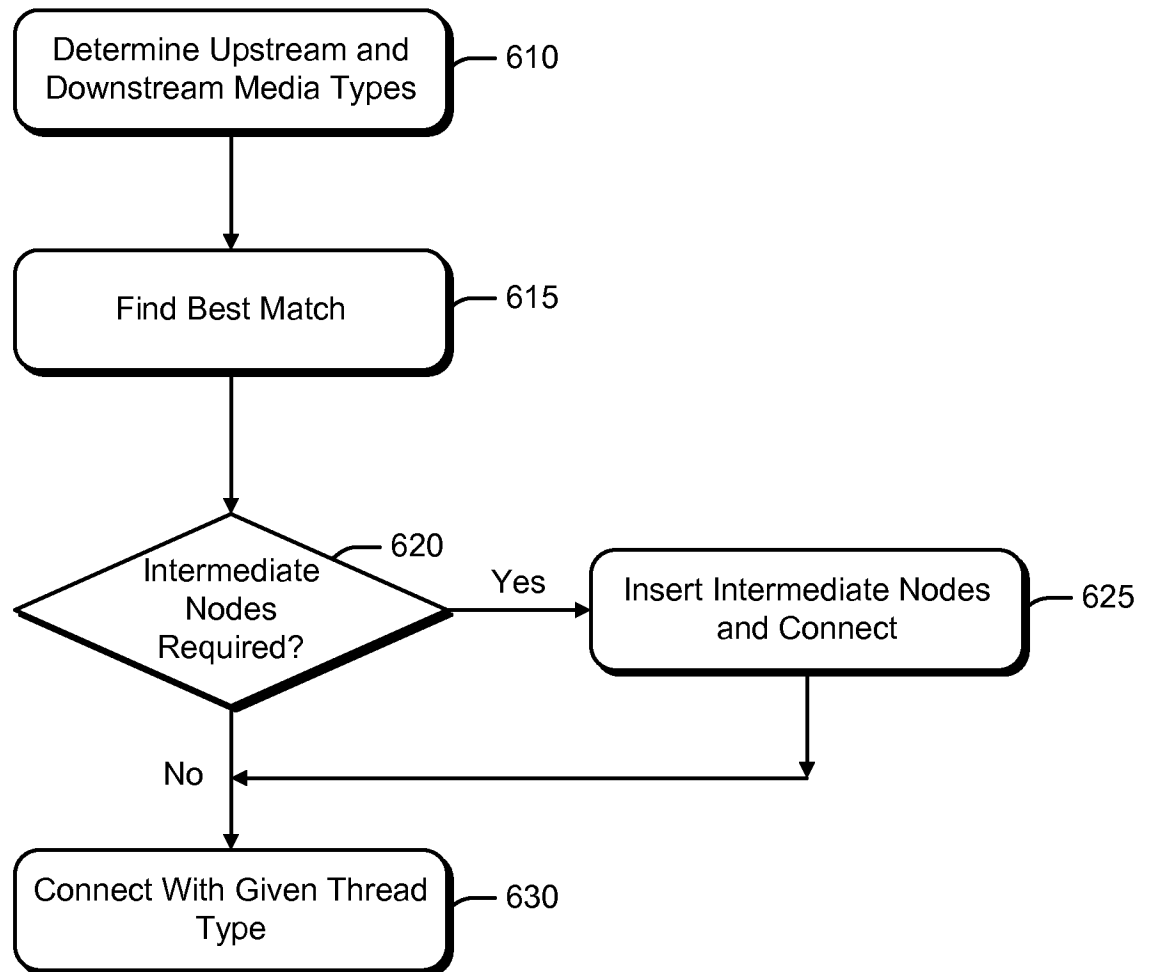 Determine Upstream and
Downstream Media Types
610
Find Best Match
615
620
Intermediate
Nodes
Required?
Yes
Insert Intermediate Nodes
and Connect
625
No
Connect With Given Thread
Type
630